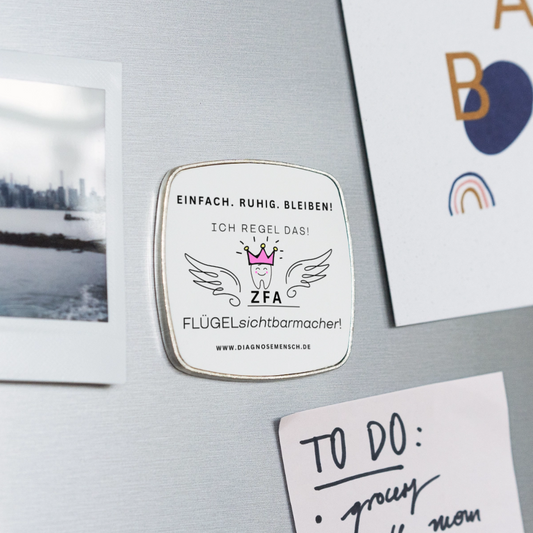 A
B
EINFACH. RUHIG. BLEIBEN!
ICH REGEL DAS!
ZFA
FLÜGELsichtbarmacher!
WWW.DIAGNOSEMENSCH.DE
TO DO:
• grocery
mom